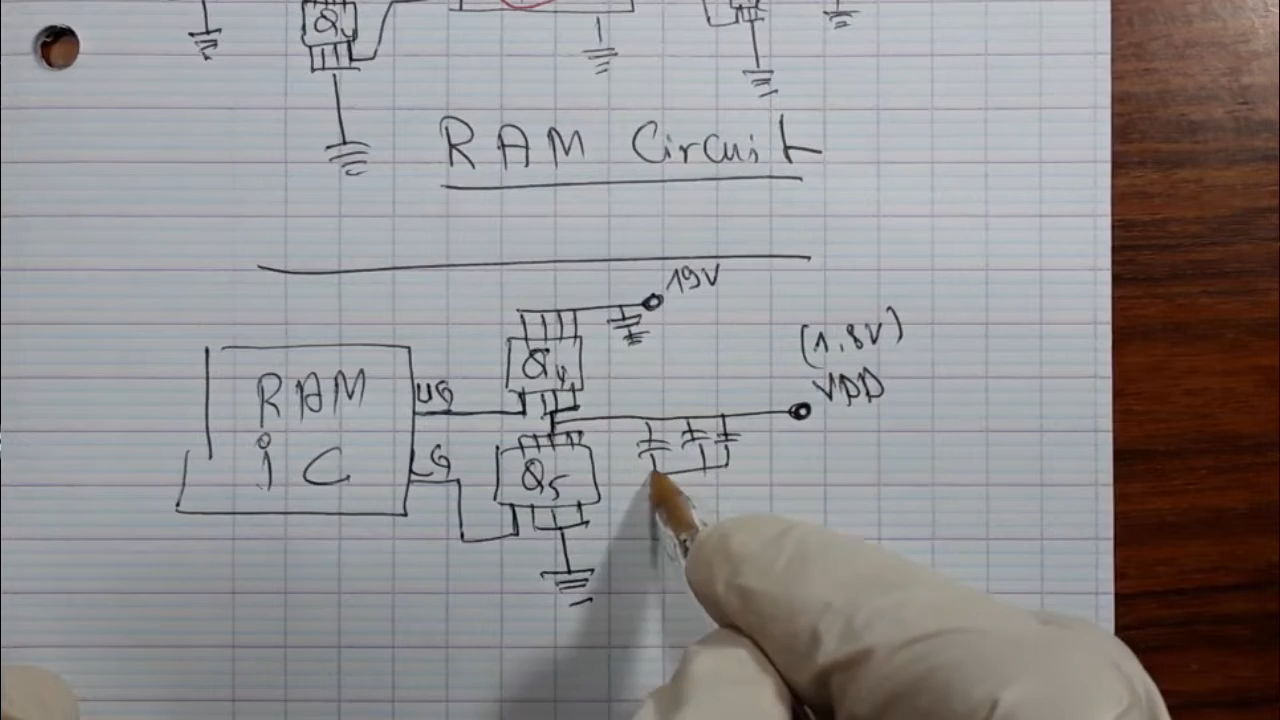 Q
RAM Circuit
19V
(1,8V)
VDD
RAM
UG
Q4
iC
LG
Q5